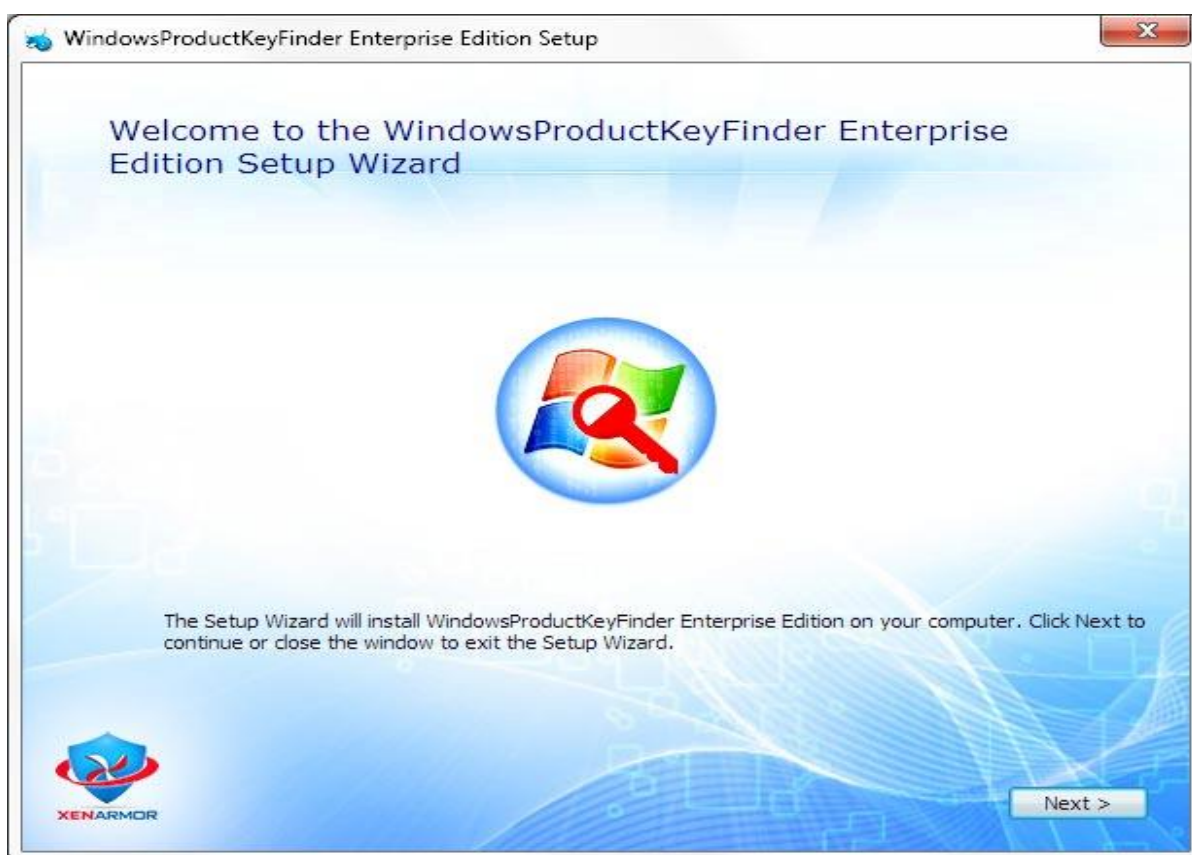 WindowsProductKeyFinder Enterprise Edition Setup
Welcome to the WindowsProductKeyFinder Enterprise
Edition Setup Wizard
The Setup Wizard will install WindowsProductKeyFinder Enterprise Edition on your computer. Click Next to
continue or close the window to exit the Setup Wizard.
XENARMOR
Next >